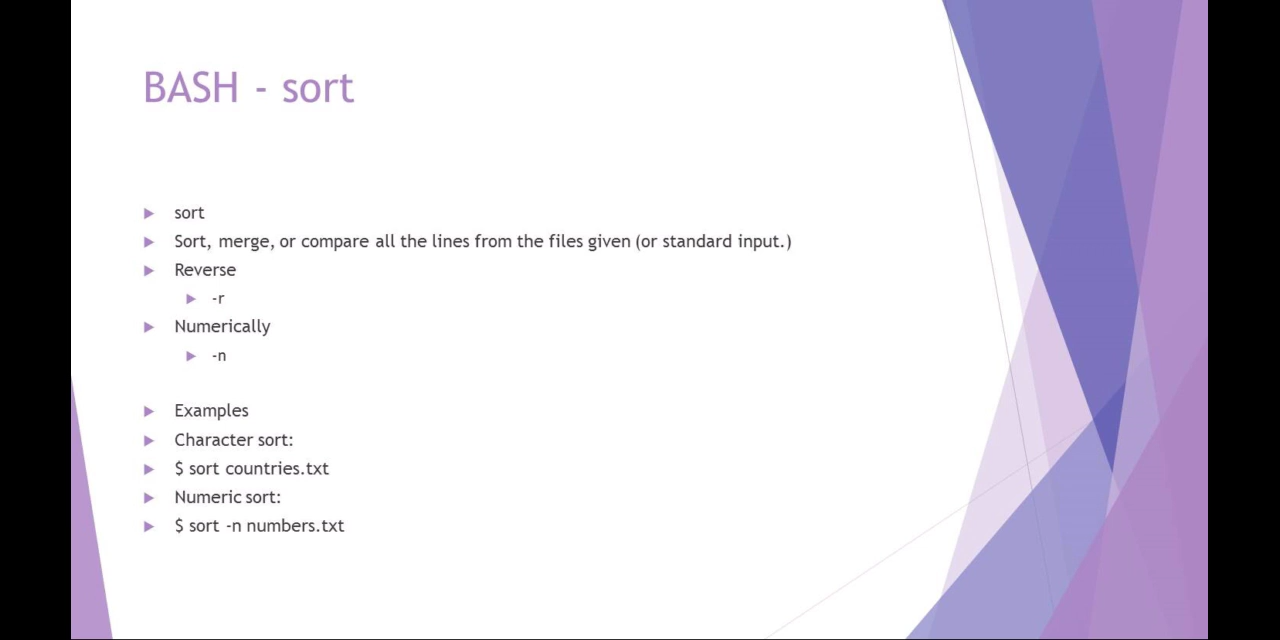 BASH - sort
sort
Sort, merge, or compare all the lines from the files given (or standard input.)
Reverse
-r
Numerically
-n
Examples
Character sort:
$ sort countries.txt
Numeric sort:
$ sort -n numbers.txt